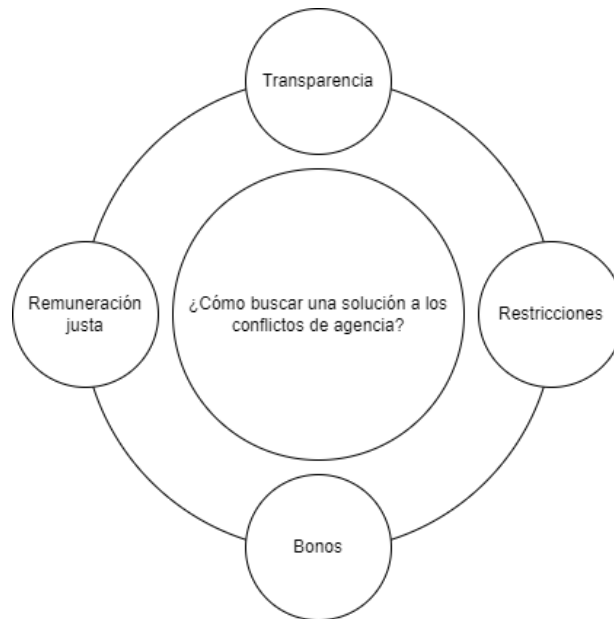 Transparencia
Remuneración
justa
¿Cómo buscar una solución a los
conflictos de agencia?
Restricciones
Bonos